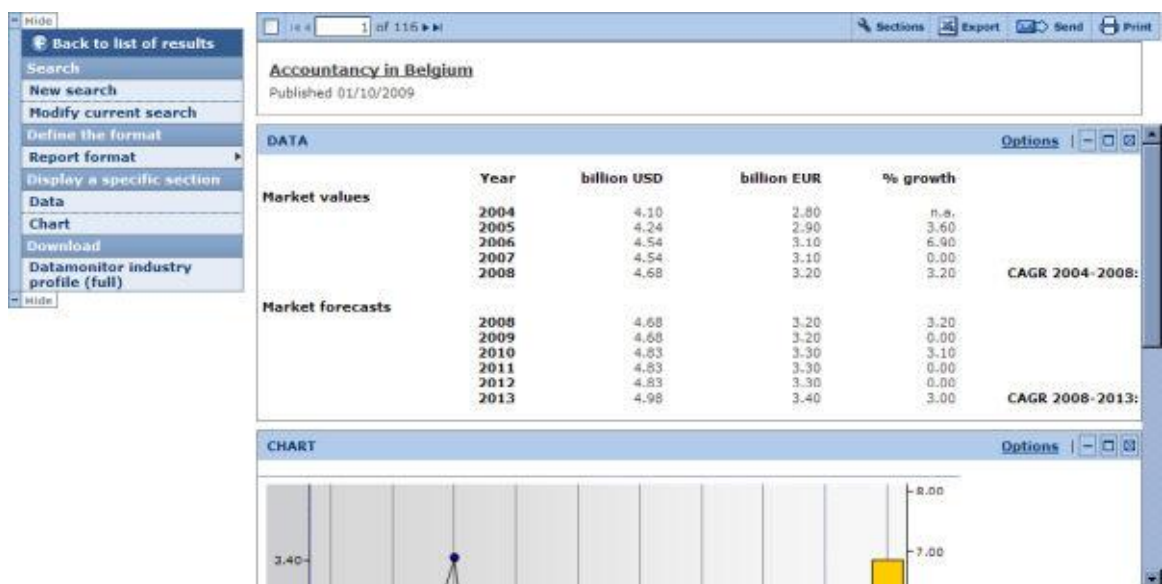 Hide
Back to list of results
Search
New search
Modify current search
Define the format
Report format
Display a specific section
Data
Chart
Download
Datamonitor industry
profile (full)
Hide
1 of 116 Sections Export Send Print
Accountancy in Belgium
Published 01/10/2009
DATA Options
Year billion USD billion EUR % growth
Market values
2004 4.10 2.80 n.a.
2005 4.24 2.90 3.60
2006 4.54 3.10 6.90
2007 4.54 3.10 0.00
2008 4.68 3.20 3.20 CAGR 2004-2008:
Market forecasts
2008 4.68 3.20 3.20
2009 4.68 3.20 0.00
2010 4.83 3.30 3.10
2011 4.83 3.30 0.00
2012 4.83 3.30 0.00
2013 4.98 3.40 3.00 CAGR 2008-2013:
CHART Options
8.00
3.40 7.00